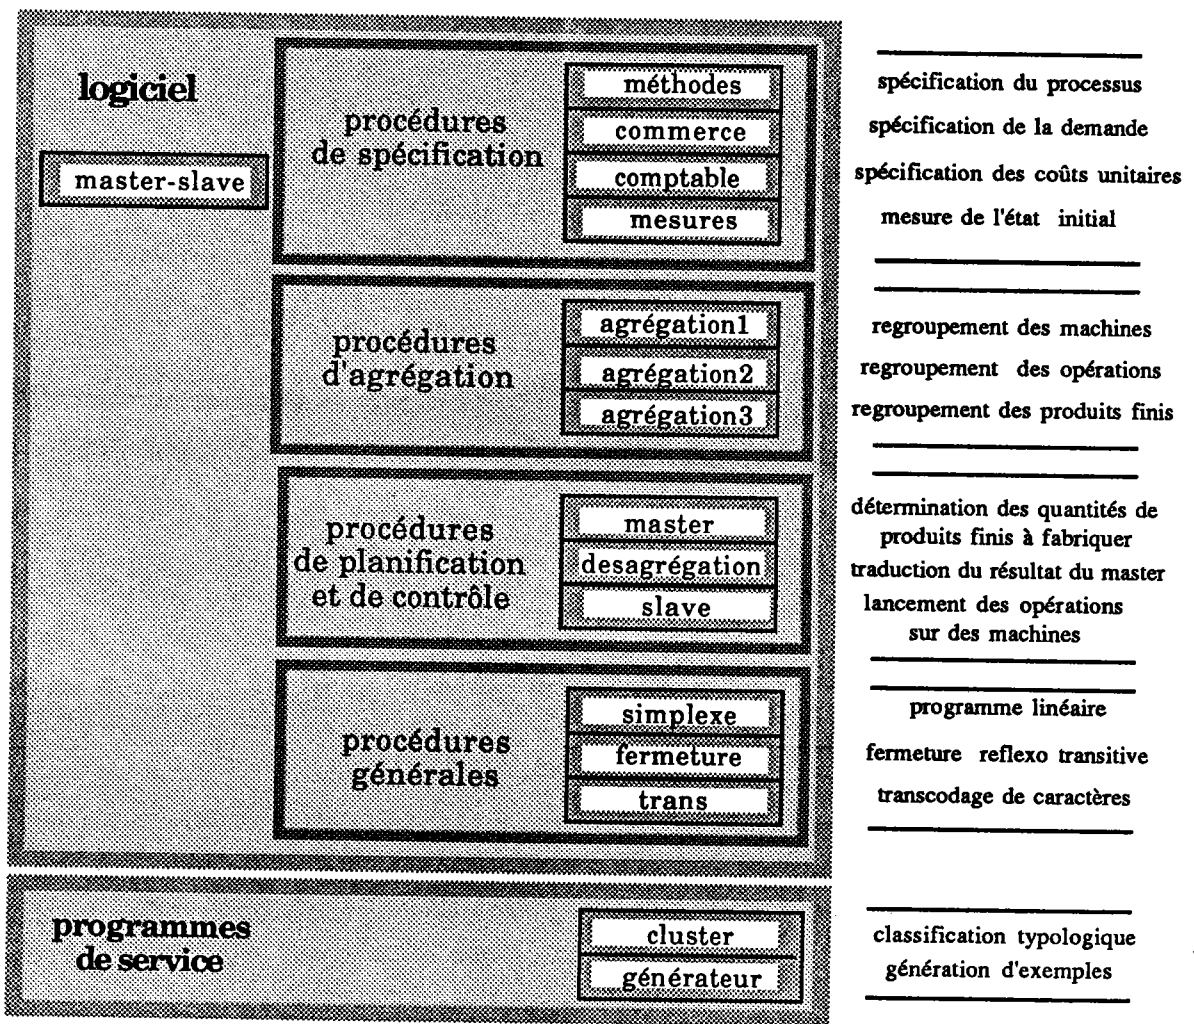 logiciel
master-slave
procédures
de spécification
méthodes
commerce
comptable
mesures
spécification du processus
spécification de la demande
spécification des coûts unitaires
mesure de l'état initial
procédures
d'agrégation
agrégation1
agrégation2
agrégation3
regroupement des machines
regroupement des opérations
regroupement des produits finis
procédures
de planification
et de contrôle
master
desagrégation
slave
détermination des quantités de
produits finis à fabriquer
traduction du résultat du master
lancement des opérations
sur des machines
procédures
générales
simplexe
fermeture
trans
programme linéaire
fermeture reflexo transitive
transcodage de caractères
programmes
de service
cluster
générateur
classification typologique
génération d'exemples